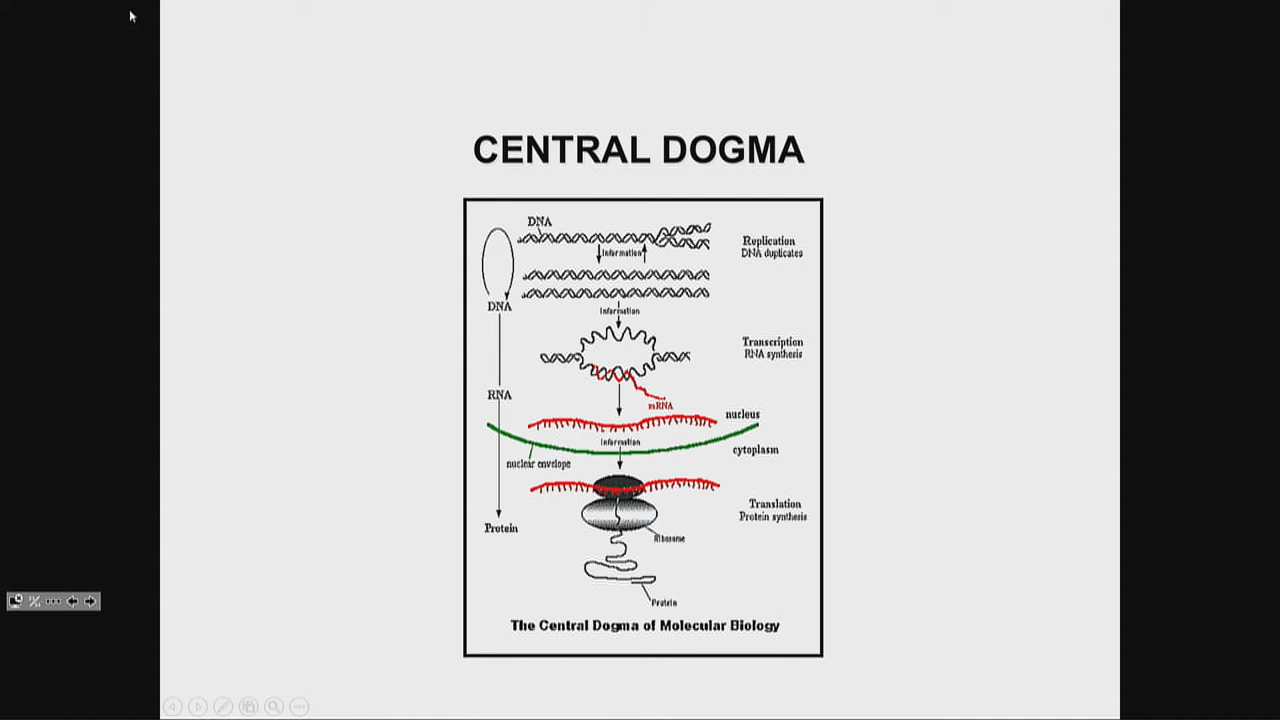 CENTRAL DOGMA
DNA
Replication
DNA duplicates
Information
DNA
Information
Transcription
RNA synthesis
RNA
mRNA
nucleus
Information
cytoplasm
nuclear envelope
Translation
Protein synthesis
Protein
Ribosome
Protein
The Central Dogma of Molecular Biology